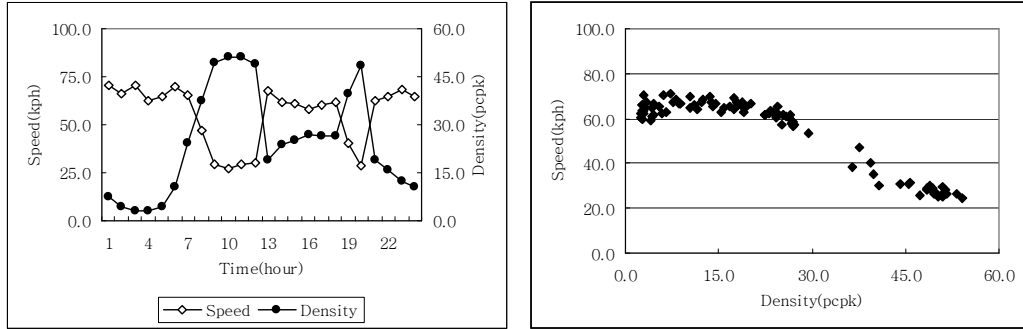 100.0
75.0
50.0
25.0
0.0
Speed(kph)
60.0
45.0
30.0
15.0
0.0
Density(pcpk)
1 4 7 10 13 16 19 22
Time(hour)
Speed Density
100.0
80.0
60.0
40.0
20.0
0.0
Speed(kph)
0.0 15.0 30.0 45.0 60.0
Density(pcpk)